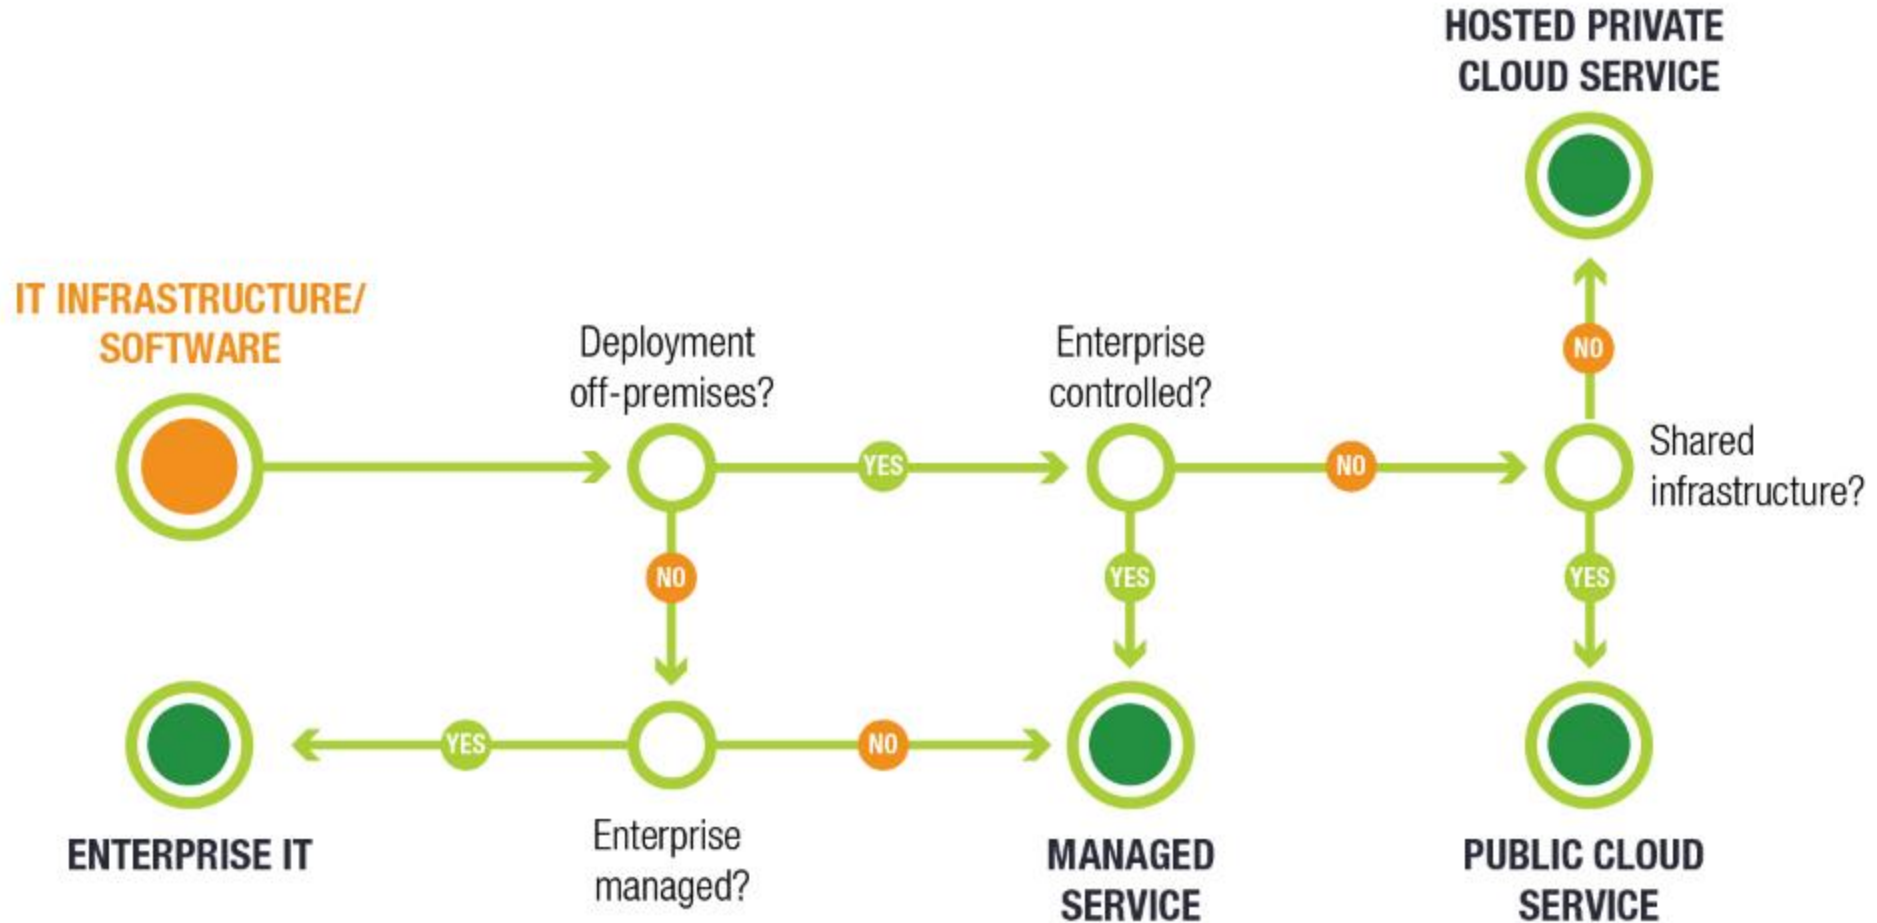 HOSTED PRIVATE
CLOUD SERVICE
IT INFRASTRUCTURE/
SOFTWARE
Deployment
off-premises?
Enterprise
controlled?
NO
Shared
infrastructure?
YES
NO
NO
YES
YES
YES
NO
ENTERPRISE IT
Enterprise
managed?
MANAGED
SERVICE
PUBLIC CLOUD
SERVICE